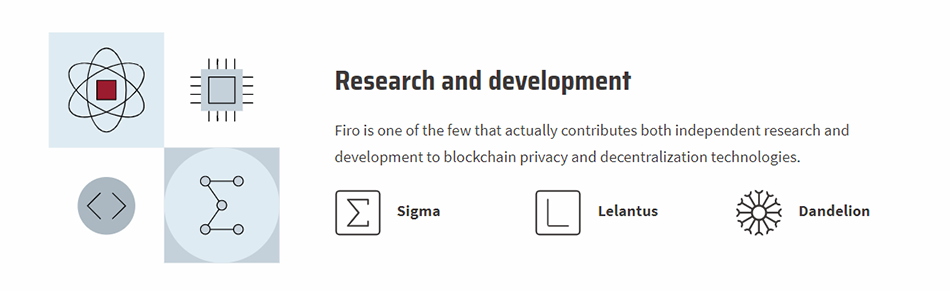 Research and development
Firo is one of the few that actually contributes both independent research and
development to blockchain privacy and decentralization technologies.
Sigma
Lelantus
Dandelion